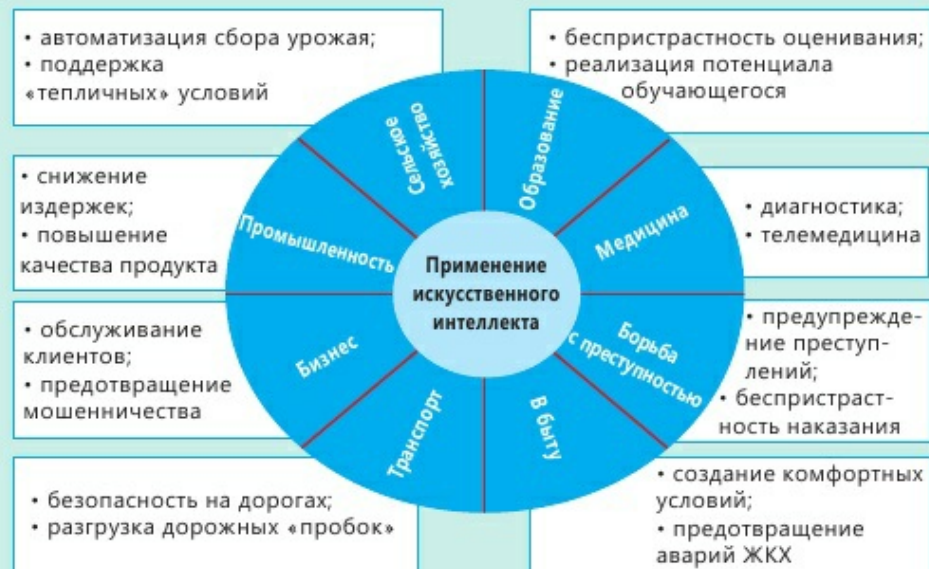 • автоматизация сбора урожая;
• поддержка
«тепличных» условий
• беспристрастность оценивания;
• реализация потенциала
обучающегося
• снижение
издержек;
• повышение
качества продукта
• диагностика;
• телемедицина
• обслуживание
клиентов;
• предотвращение
мошенничества
• предупрежде-
ние преступ-
лений;
• беспристраст-
ность наказания
• безопасность на дорогах;
• разгрузка дорожных «пробок»
• создание комфортных
условий;
• предотвращение
аварий ЖКХ
Сельское
хозяйство
Образование
Промышленность
Медицина
Применение
искусственного
интеллекта
Бизнес
Борьба
с преступностью
Транспорт
В быту